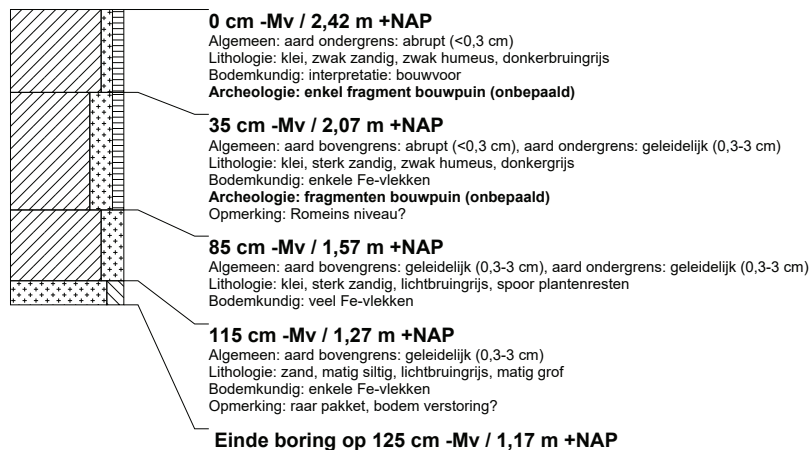 0 cm -Mv / 2,42 m +NAP
Algemeen: aard ondergrens: abrupt (<0,3 cm)
Lithologie: klei, zwak zandig, zwak humeus, donkerbruingrijs
Bodemkundig: interpretatie: bouwvoor
Archeologie: enkel fragment bouwpuin (onbepaald)
35 cm -Mv / 2,07 m +NAP
Algemeen: aard bovengrens: abrupt (<0,3 cm), aard ondergrens: geleidelijk (0,3-3 cm)
Lithologie: klei, sterk zandig, zwak humeus, donkergrijs
Bodemkundig: enkele Fe-vlekken
Archeologie: fragmenten bouwpuin (onbepaald)
Opmerking: Romeins niveau?
85 cm -Mv / 1,57 m +NAP
Algemeen: aard bovengrens: geleidelijk (0,3-3 cm), aard ondergrens: geleidelijk (0,3-3 cm)
Lithologie: klei, sterk zandig, lichtbruingrijs, spoor plantenresten
Bodemkundig: veel Fe-vlekken
115 cm -Mv / 1,27 m +NAP
Algemeen: aard bovengrens: geleidelijk (0,3-3 cm)
Lithologie: zand, matig siltig, lichtbruingrijs, matig grof
Bodemkundig: enkele Fe-vlekken
Opmerking: raar pakket, bodem verstoring?
Einde boring op 125 cm -Mv / 1,17 m +NAP